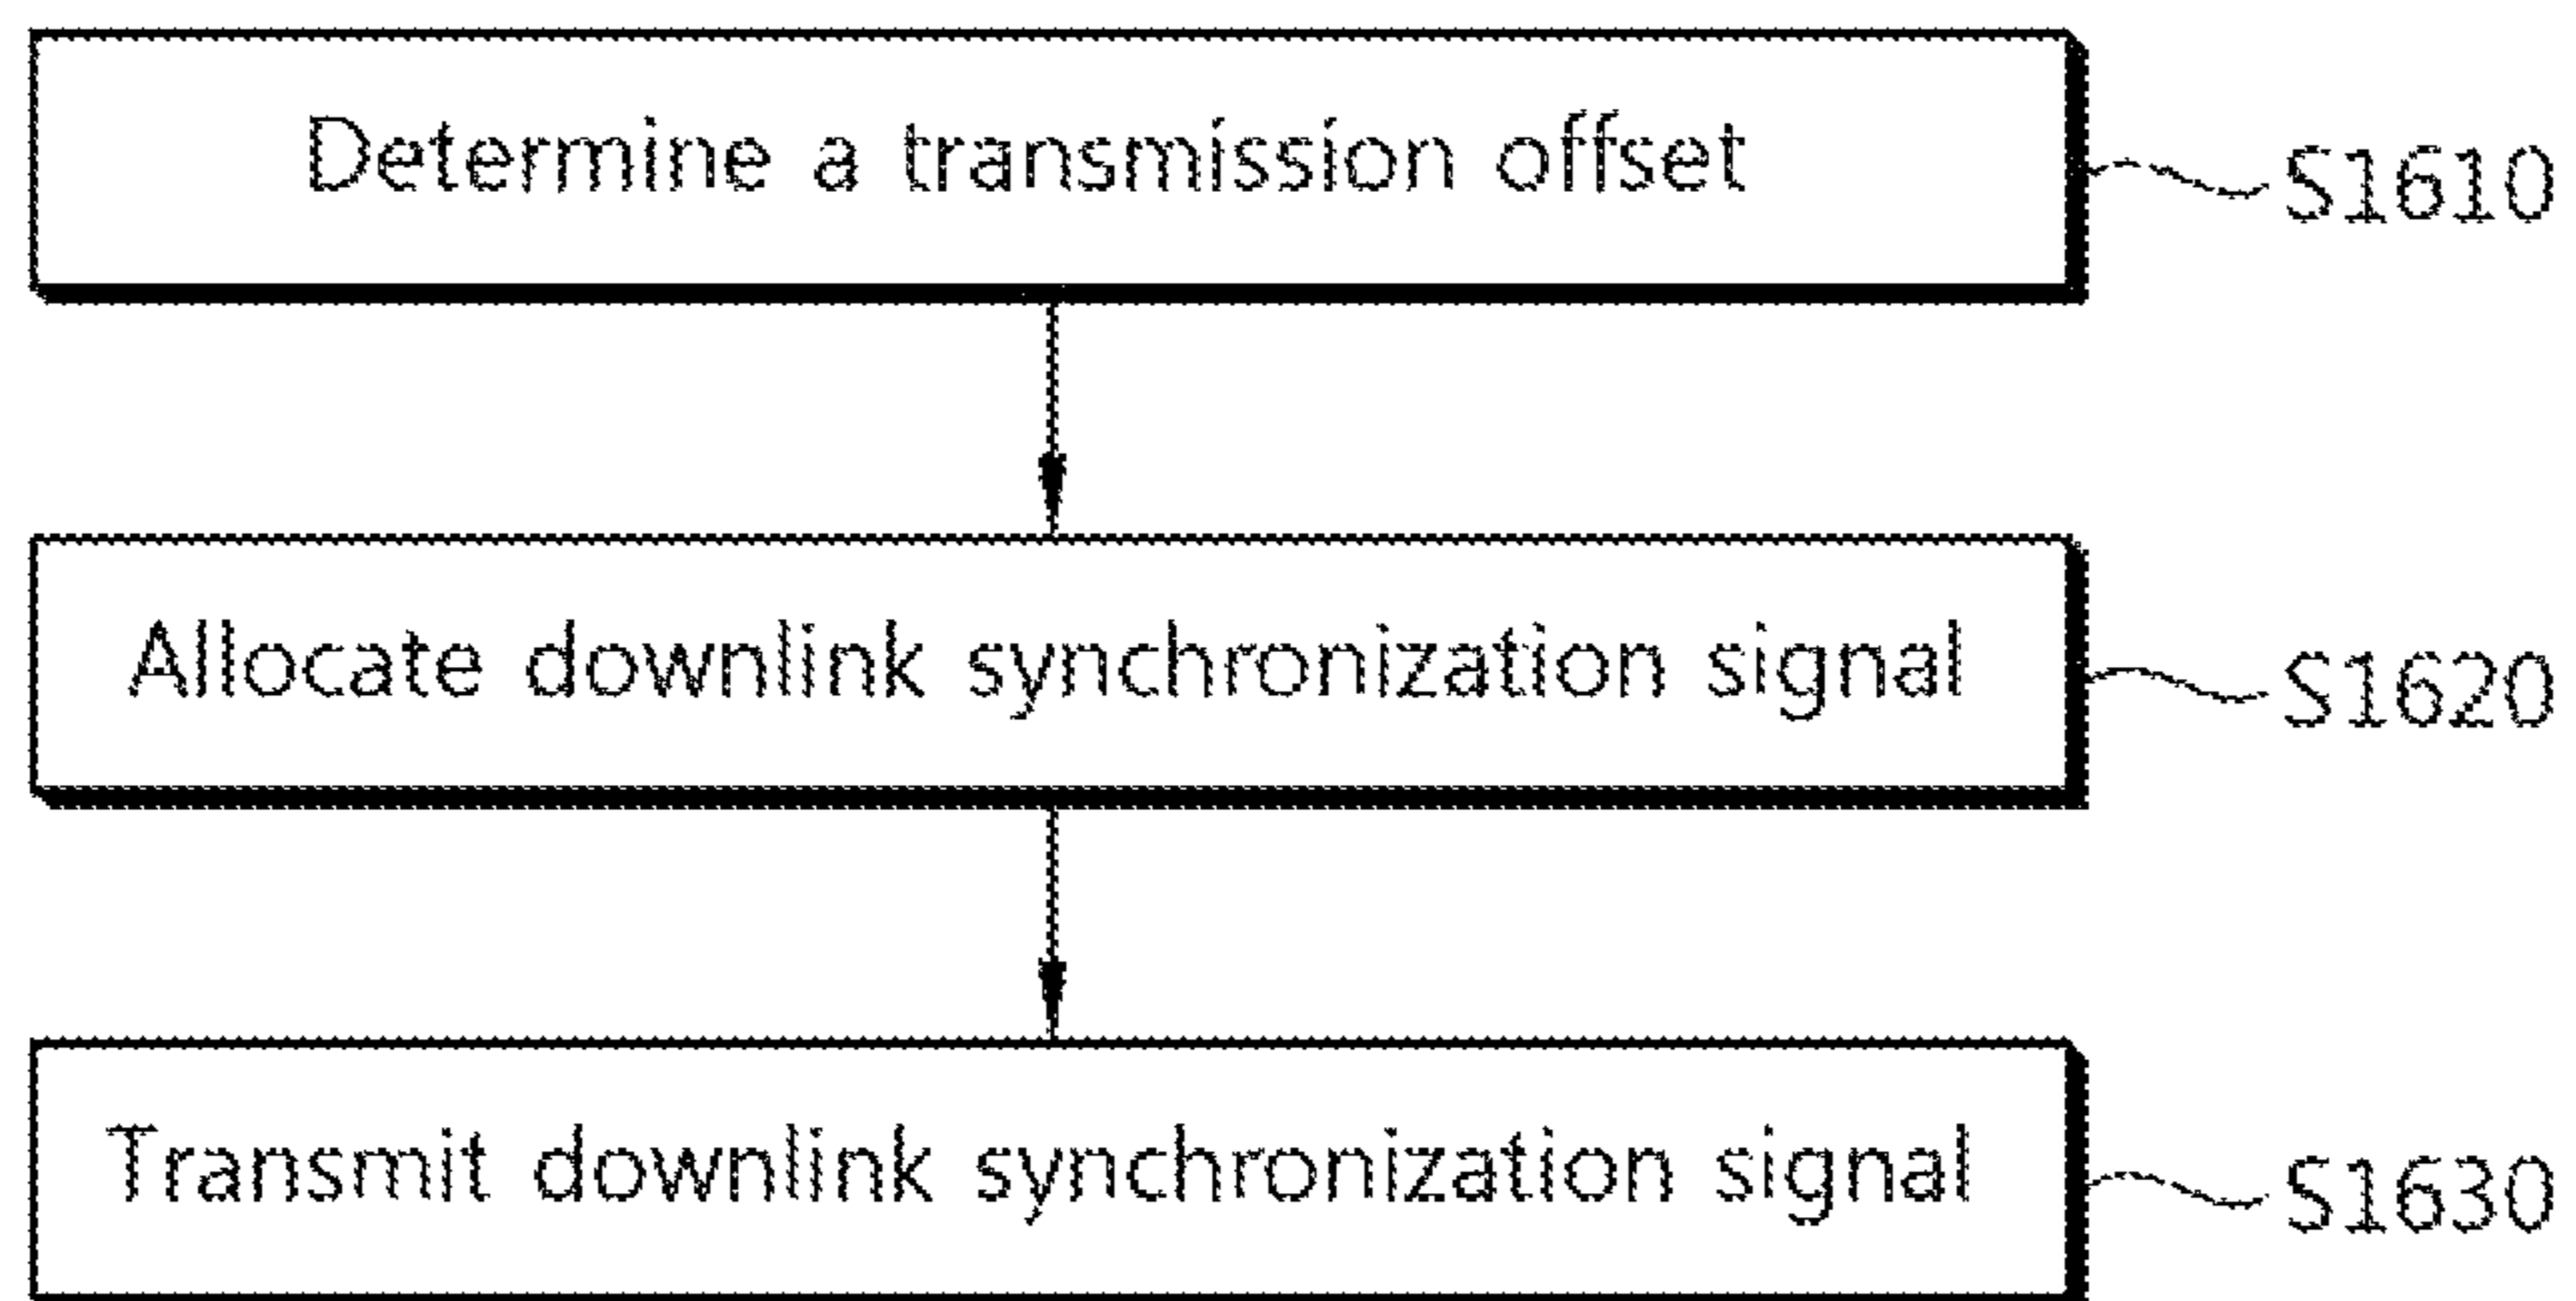 Determine a transmission offset
S1610
Allocate downlink synchronization signal
S1620
Transmit downlink synchronization signal
S1630